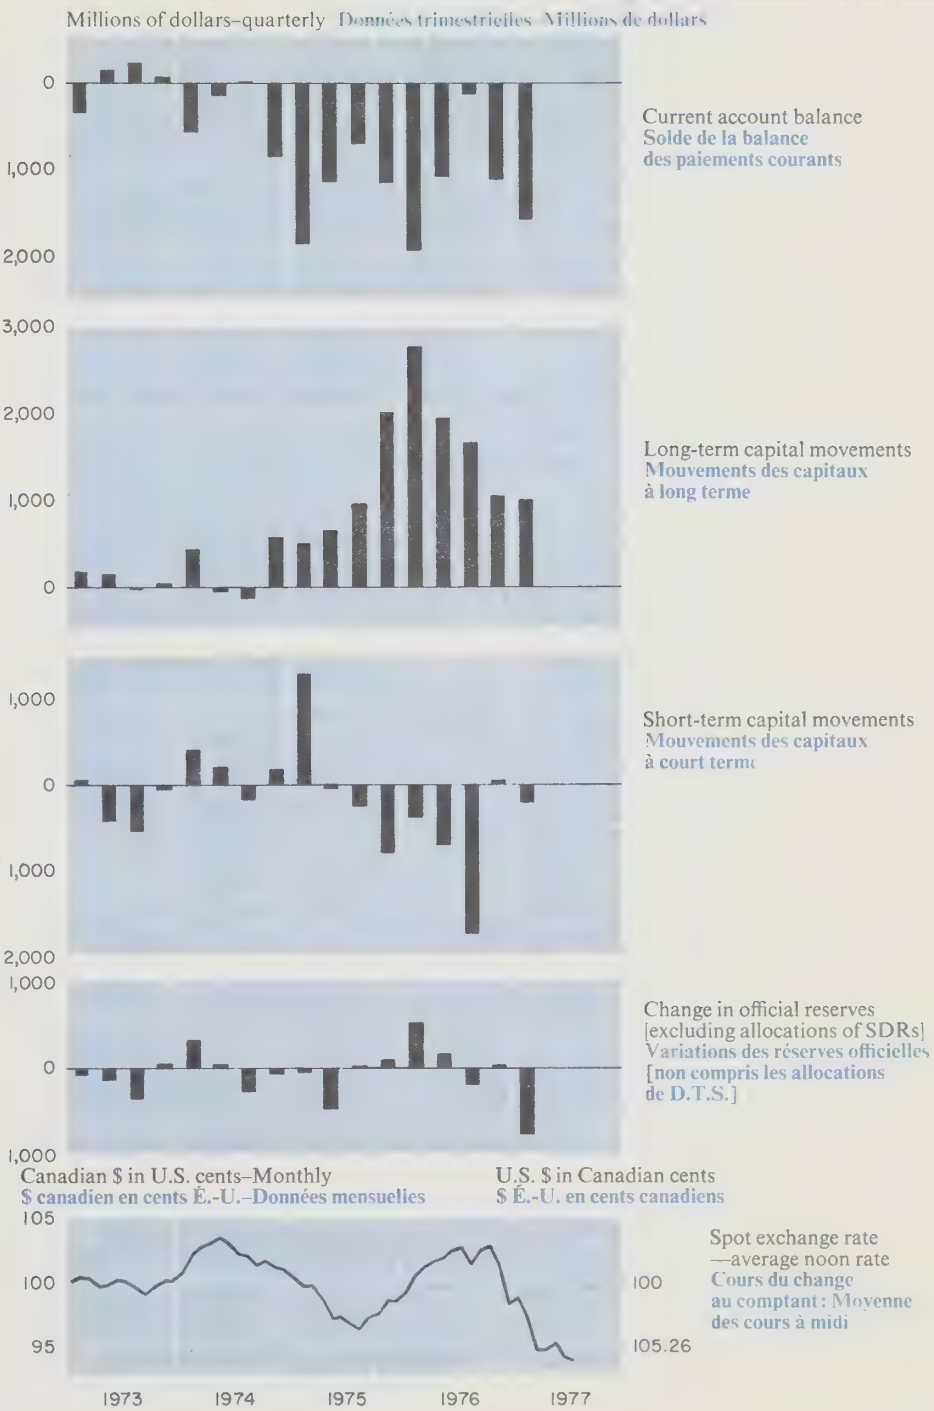 Millions of dollars–quarterly Données trimestrielles Millions de dollars
0
1,000
2,000
Current account balance
Solde de la balance
des paiements courants
3,000
2,000
1,000
0
Long-term capital movements
Mouvements des capitaux
à long terme
1,000
0
1,000
2,000
Short-term capital movements
Mouvements des capitaux
à court terme
1,000
0
1,000
Change in official reserves
[excluding allocations of SDRs]
Variations des réserves officielles
[non compris les allocations
de D.T.S.]
Canadian $ in U.S. cents–Monthly
$ canadien en cents É.-U.–Données mensuelles
U.S. $ in Canadian cents
$ É.-U. en cents canadiens
105
100
95
100
105.26
Spot exchange rate
—average noon rate
Cours du change
au comptant : Moyenne
des cours à midi
1973 1974 1975 1976 1977